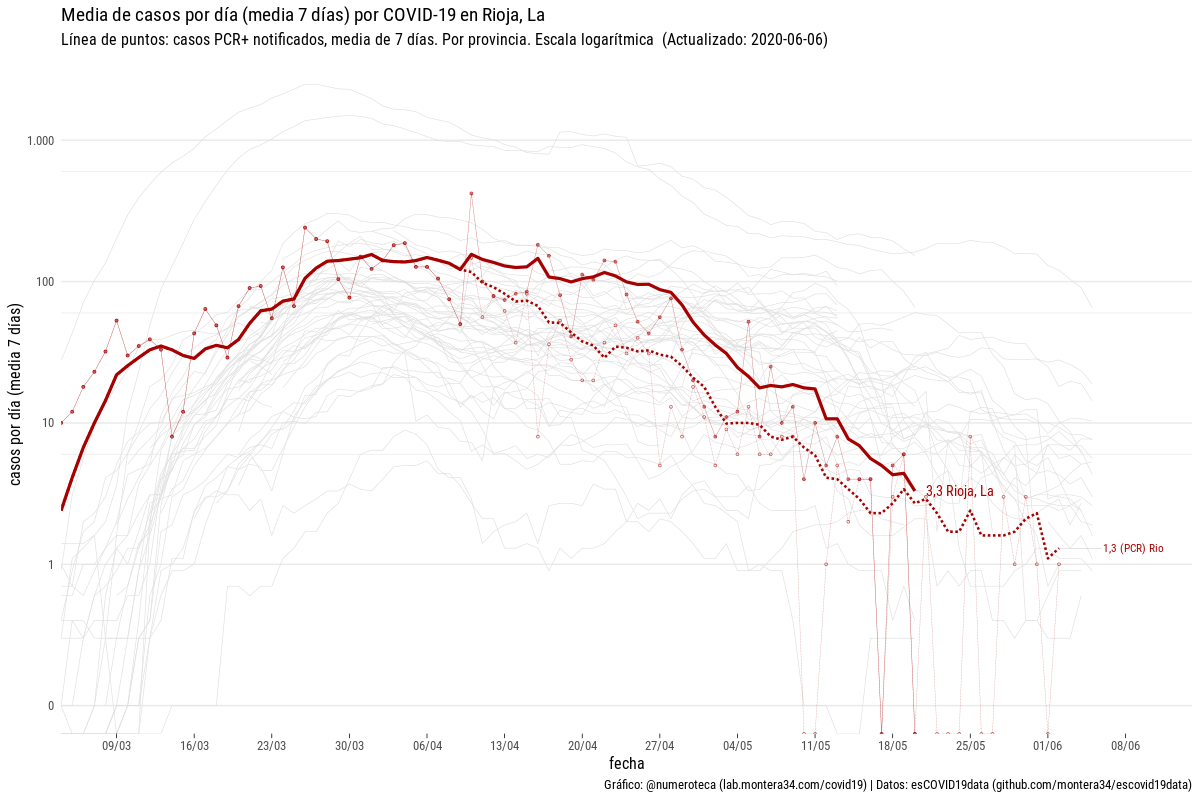 Media de casos por día (media 7 días) por COVID-19 en Rioja, La
Línea de puntos: casos PCR+ notificados, media de 7 días. Por provincia. Escala logarítmica (Actualizado: 2020-06-06)
casos por día (media 7 días)
1.000
100
10
1
0
3,3 Rioja, La
1,3 (PCR) Rio
09/03 16/03 23/03 30/03 06/04 13/04 20/04 27/04 04/05 11/05 18/05 25/05 01/06 08/06
fecha
Gráfico: @numeroteca (lab.montera34.com/covid19) | Datos: esCOVID19data (github.com/montera34/escovid19data)